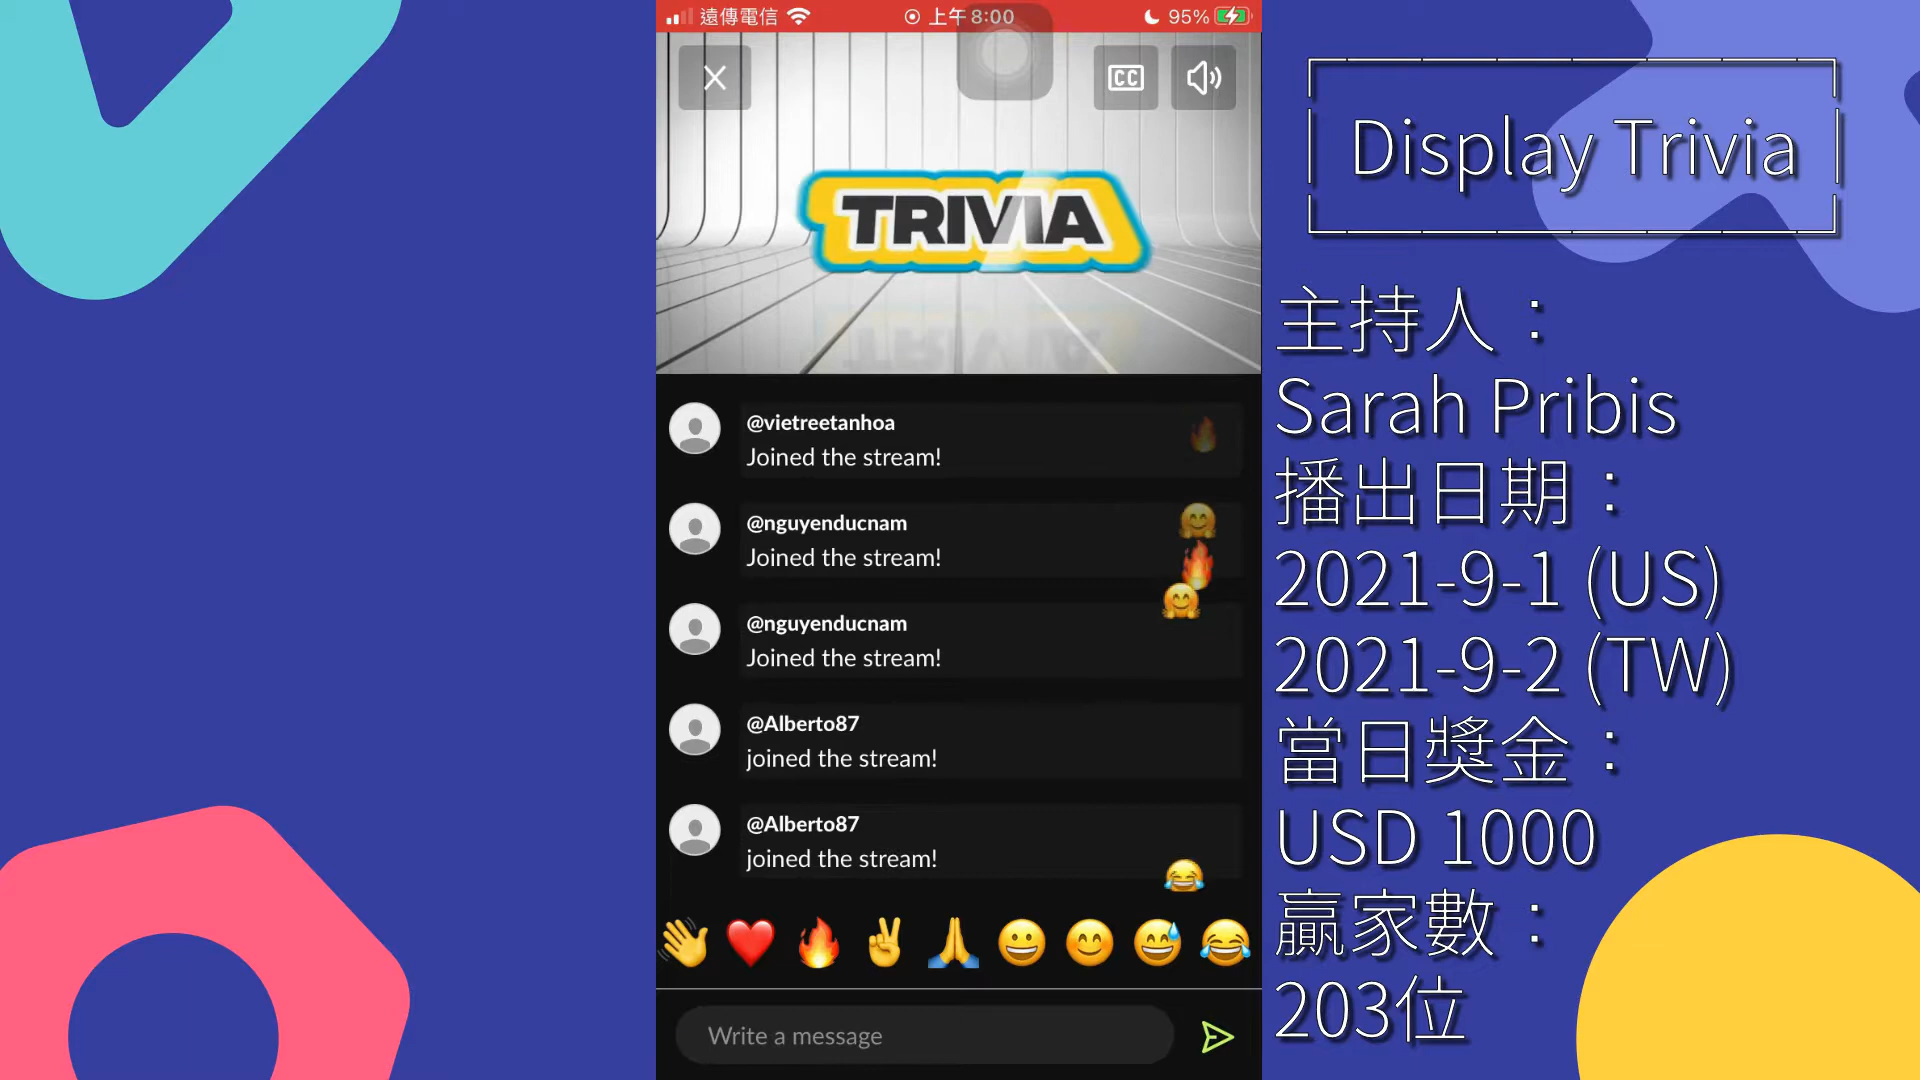 遠傳電信
上午8:00
95%
CC
TRIVIA
@vietreetanhoa
Joined the stream!
@nguyenducnam
Joined the stream!
@nguyenducnam
Joined the stream!
@Alberto87
joined the stream!
@Alberto87
joined the stream!
Write a message
Display Trivia
主持人：
Sarah Pribis
播出日期：
2021-9-1 (US)
2021-9-2 (TW)
當日獎金：
USD 1000
贏家數：
203位